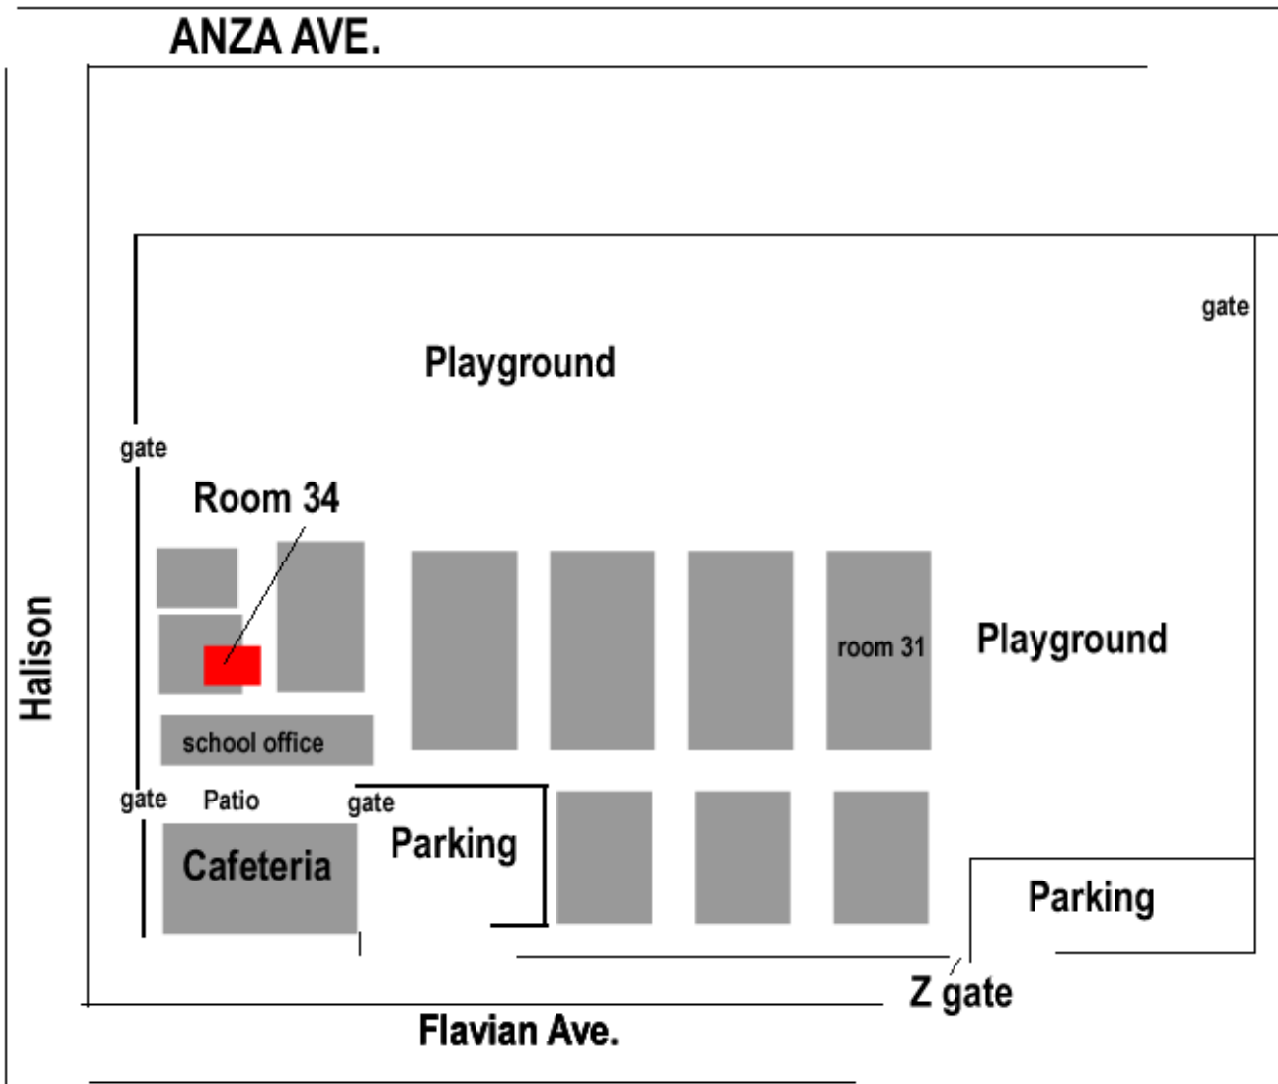 ANZA AVE.
gate
Playground
gate
Room 34
Halison
room 31
Playground
school office
gate
Patio
gate
Parking
Cafeteria
Parking
Z gate
Flavian Ave.